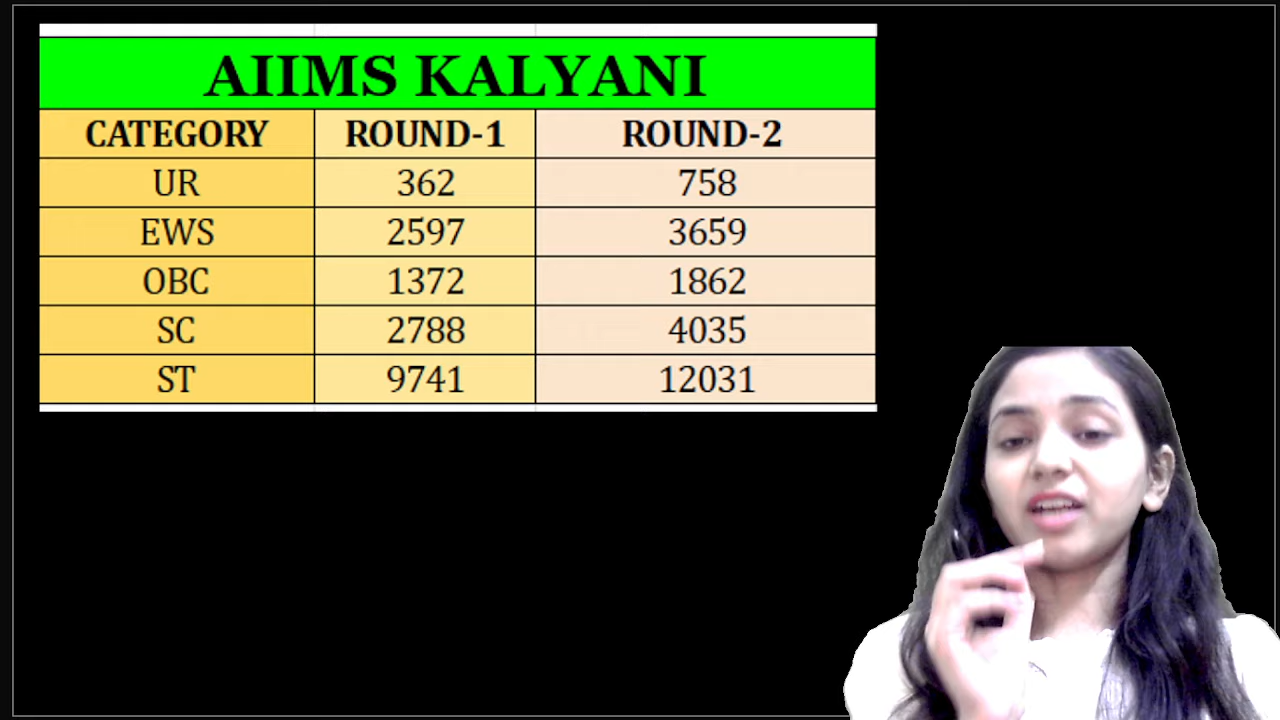 AIIMS KALYANI
CATEGORY ROUND-1 ROUND-2
UR 362 758
EWS 2597 3659
OBC 1372 1862
SC 2788 4035
ST 9741 12031